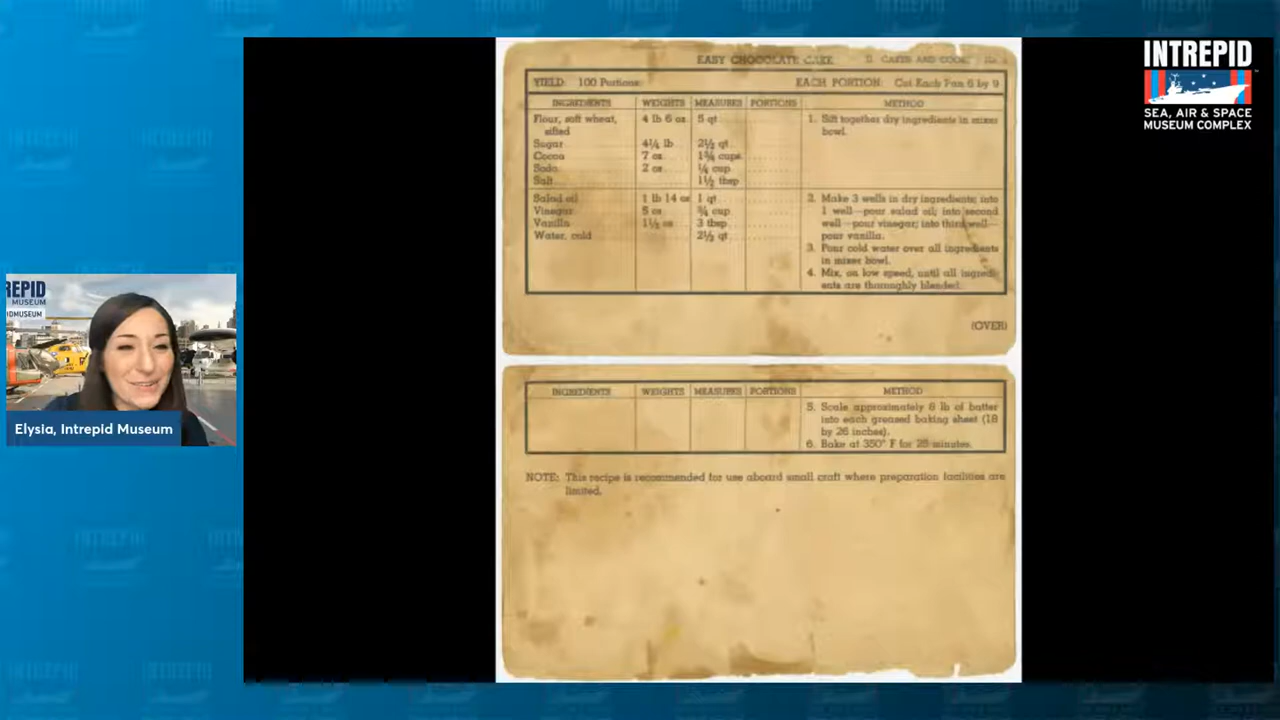 INTREPID
SEA, AIR & SPACE
MUSEUM COMPLEX
EASY CHOCOLATE CAKE D. CAKES AND
YIELD: 100 Portions EACH PORTION: Cut Each Pan 6 by 9
INGREDIENTS WEIGHTS MEASURES PORTIONS METHOD
Flour, soft wheat, 4 lb 6 oz 5 qt 1. Sift together dry ingredients in mixer
sifted bowl.
Sugar 4¼ lb 2½ qt
Cocoa 7 oz 1¾ cups
Soda 2 oz ¼ cup
Salt 1½ tbsp
Salad oil 1 lb 14 oz 1 qt 2. Make 3 wells in dry ingredients; into
Vinegar 5 oz ¾ cup 1 well—pour salad oil; into second
Vanilla 1½ oz 3 tbsp well—pour vinegar; into third well—
Water, cold 2½ qt pour vanilla.
3. Pour cold water over all ingredients
in mixer bowl.
4. Mix, on low speed, until all ingredi-
ents are thoroughly blended.
(OVER)
INGREDIENTS WEIGHTS MEASURES PORTIONS METHOD
5. Scale approximately 8 lb of batter
into each greased baking sheet (18
by 26 inches).
6. Bake at 350° F for 25 minutes.
NOTE: This recipe is recommended for use aboard small craft where preparation facilities are
limited.
REPID
MUSEUM
IDMUSEUM
Elysia, Intrepid Museum